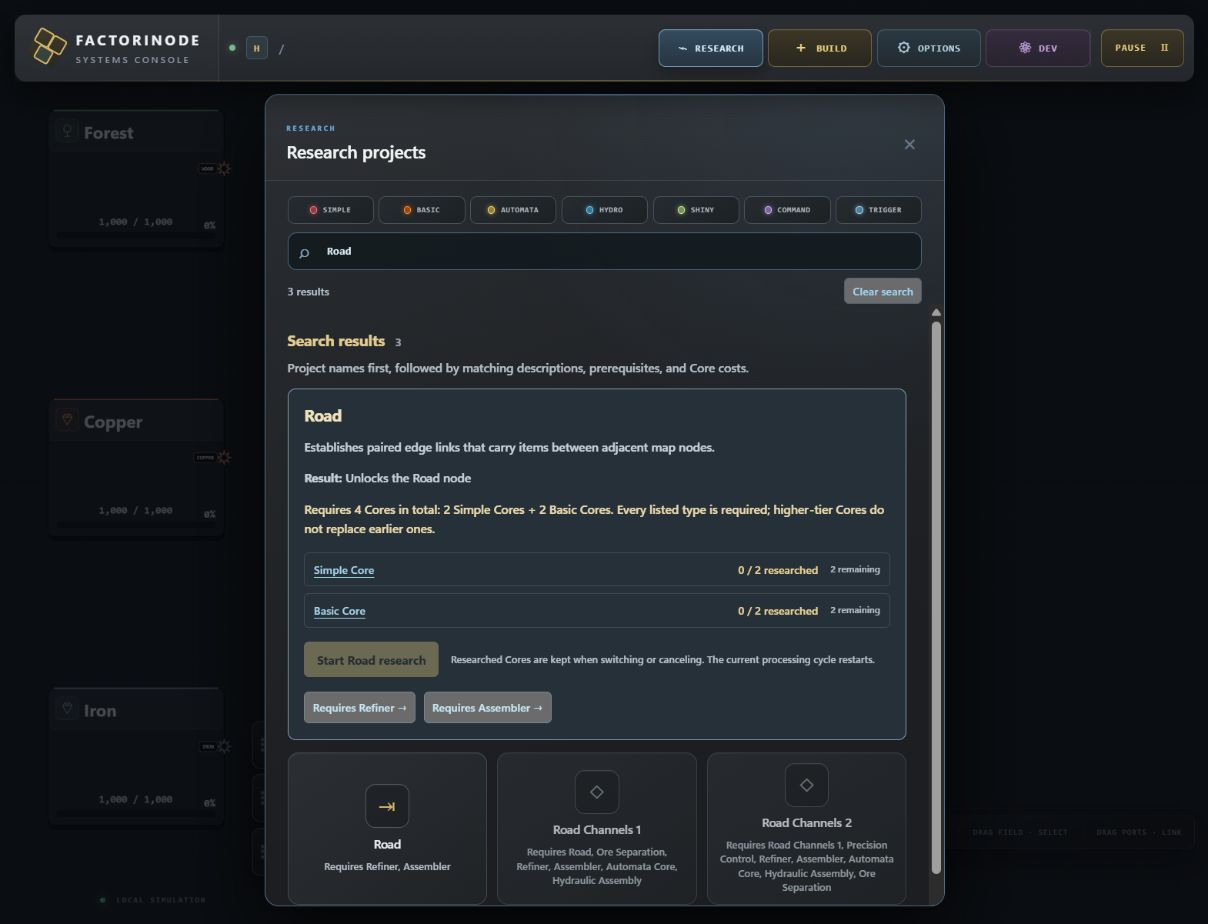 FACTORINODE
SYSTEMS CONSOLE
H /
RESEARCH
BUILD
OPTIONS
DEV
PAUSE
Forest
WOOD
1,000 / 1,000
0%
Copper
COPPER
1,000 / 1,000
0%
Iron
IRON
1,000 / 1,000
0%
LOCAL SIMULATION
RESEARCH
Research projects
SIMPLE
BASIC
AUTOMATA
HYDRO
SHINY
COMMAND
TRIGGER
Road
3 results
Clear search
Search results 3
Project names first, followed by matching descriptions, prerequisites, and Core costs.
Road
Establishes paired edge links that carry items between adjacent map nodes.
Result: Unlocks the Road node
Requires 4 Cores in total: 2 Simple Cores + 2 Basic Cores. Every listed type is required; higher-tier Cores do
not replace earlier ones.
Simple Core 0 / 2 researched 2 remaining
Basic Core 0 / 2 researched 2 remaining
Start Road research
Researched Cores are kept when switching or canceling. The current processing cycle restarts.
Requires Refiner →
Requires Assembler →
Road
Requires Refiner, Assembler
Road Channels 1
Requires Road, Ore Separation,
Refiner, Assembler, Automata Core,
Hydraulic Assembly
Road Channels 2
Requires Road Channels 1, Precision
Control, Refiner, Assembler, Automata
Core, Hydraulic Assembly, Ore
Separation
DRAG FIELD · SELECT
DRAG PORTS · LINK